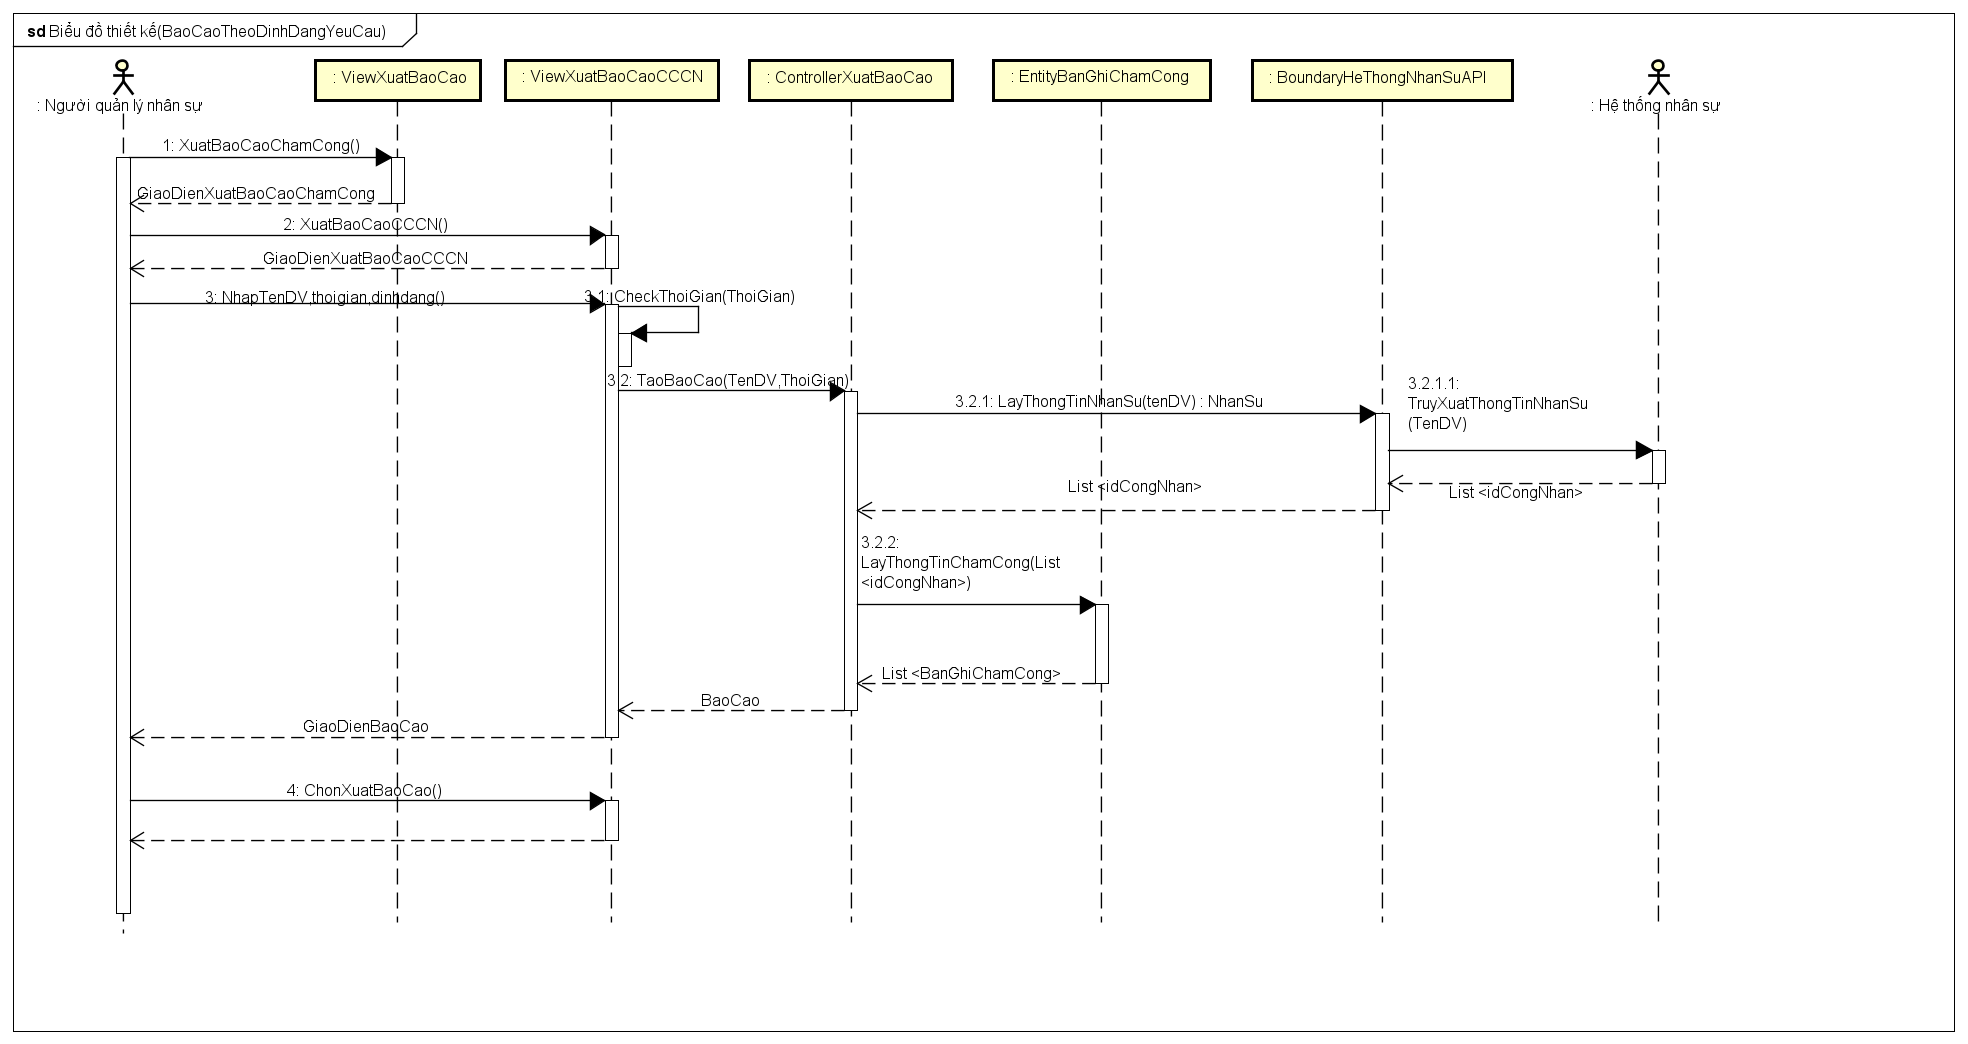 sd Biểu đồ thiết kế(BaoCaoTheoDinhDangYeuCau)
: Người quản lý nhân sự
: ViewXuatBaoCao
: ViewXuatBaoCaoCCCN
: ControllerXuatBaoCao
: EntityBanGhiChamCong
: BoundaryHeThongNhanSuAPI
: Hệ thống nhân sự
1: XuatBaoCaoChamCong()
GiaoDienXuatBaoCaoChamCong
2: XuatBaoCaoCCCN()
GiaoDienXuatBaoCaoCCCN
3: NhapTenDV,thoigian,dinhdang()
3.1: CheckThoiGian(ThoiGian)
3.2: TaoBaoCao(TenDV,ThoiGian)
3.2.1: LayThongTinNhanSu(tenDV) : NhanSu
3.2.1.1:
TruyXuatThongTinNhanSu
(TenDV)
List <idCongNhan>
List <idCongNhan>
3.2.2:
LayThongTinChamCong(List
<idCongNhan>)
List <BanGhiChamCong>
BaoCao
GiaoDienBaoCao
4: ChonXuatBaoCao()